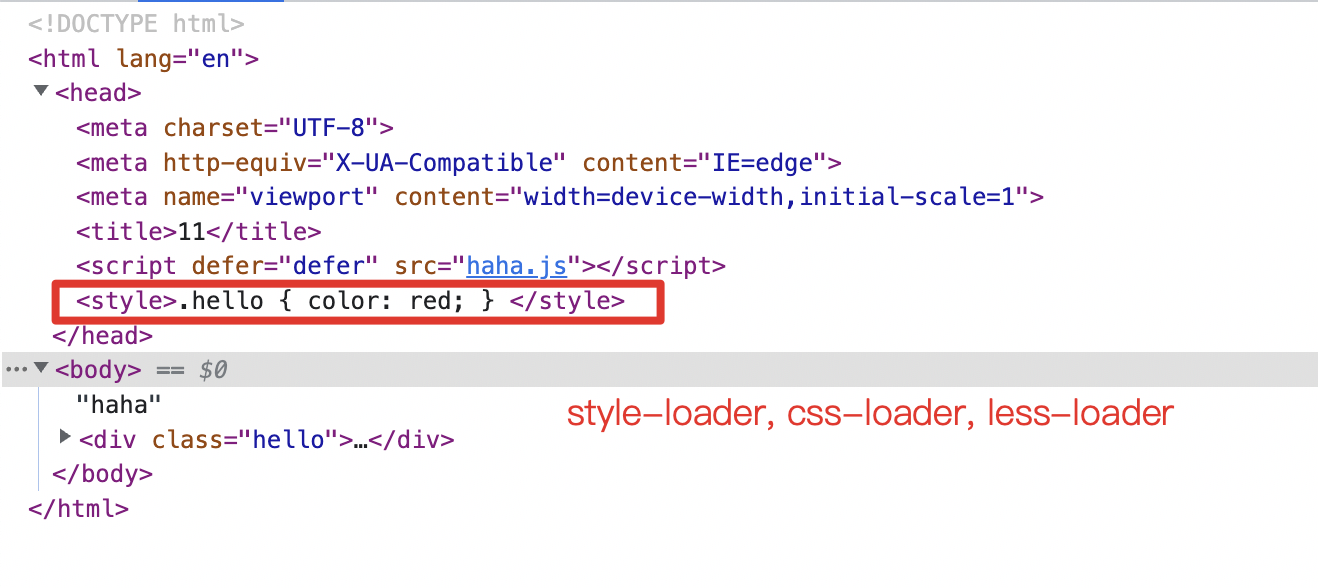 <!DOCTYPE html>
<html lang="en">
<head>
<meta charset="UTF-8">
<meta http-equiv="X-UA-Compatible" content="IE=edge">
<meta name="viewport" content="width=device-width,initial-scale=1">
<title>11</title>
<script defer="defer" src="haha.js"></script>
<style>.hello { color: red; } </style>
</head>
<body> == $0
"haha"
style-loader, css-loader, less-loader
<div class="hello">…</div>
</body>
</html>